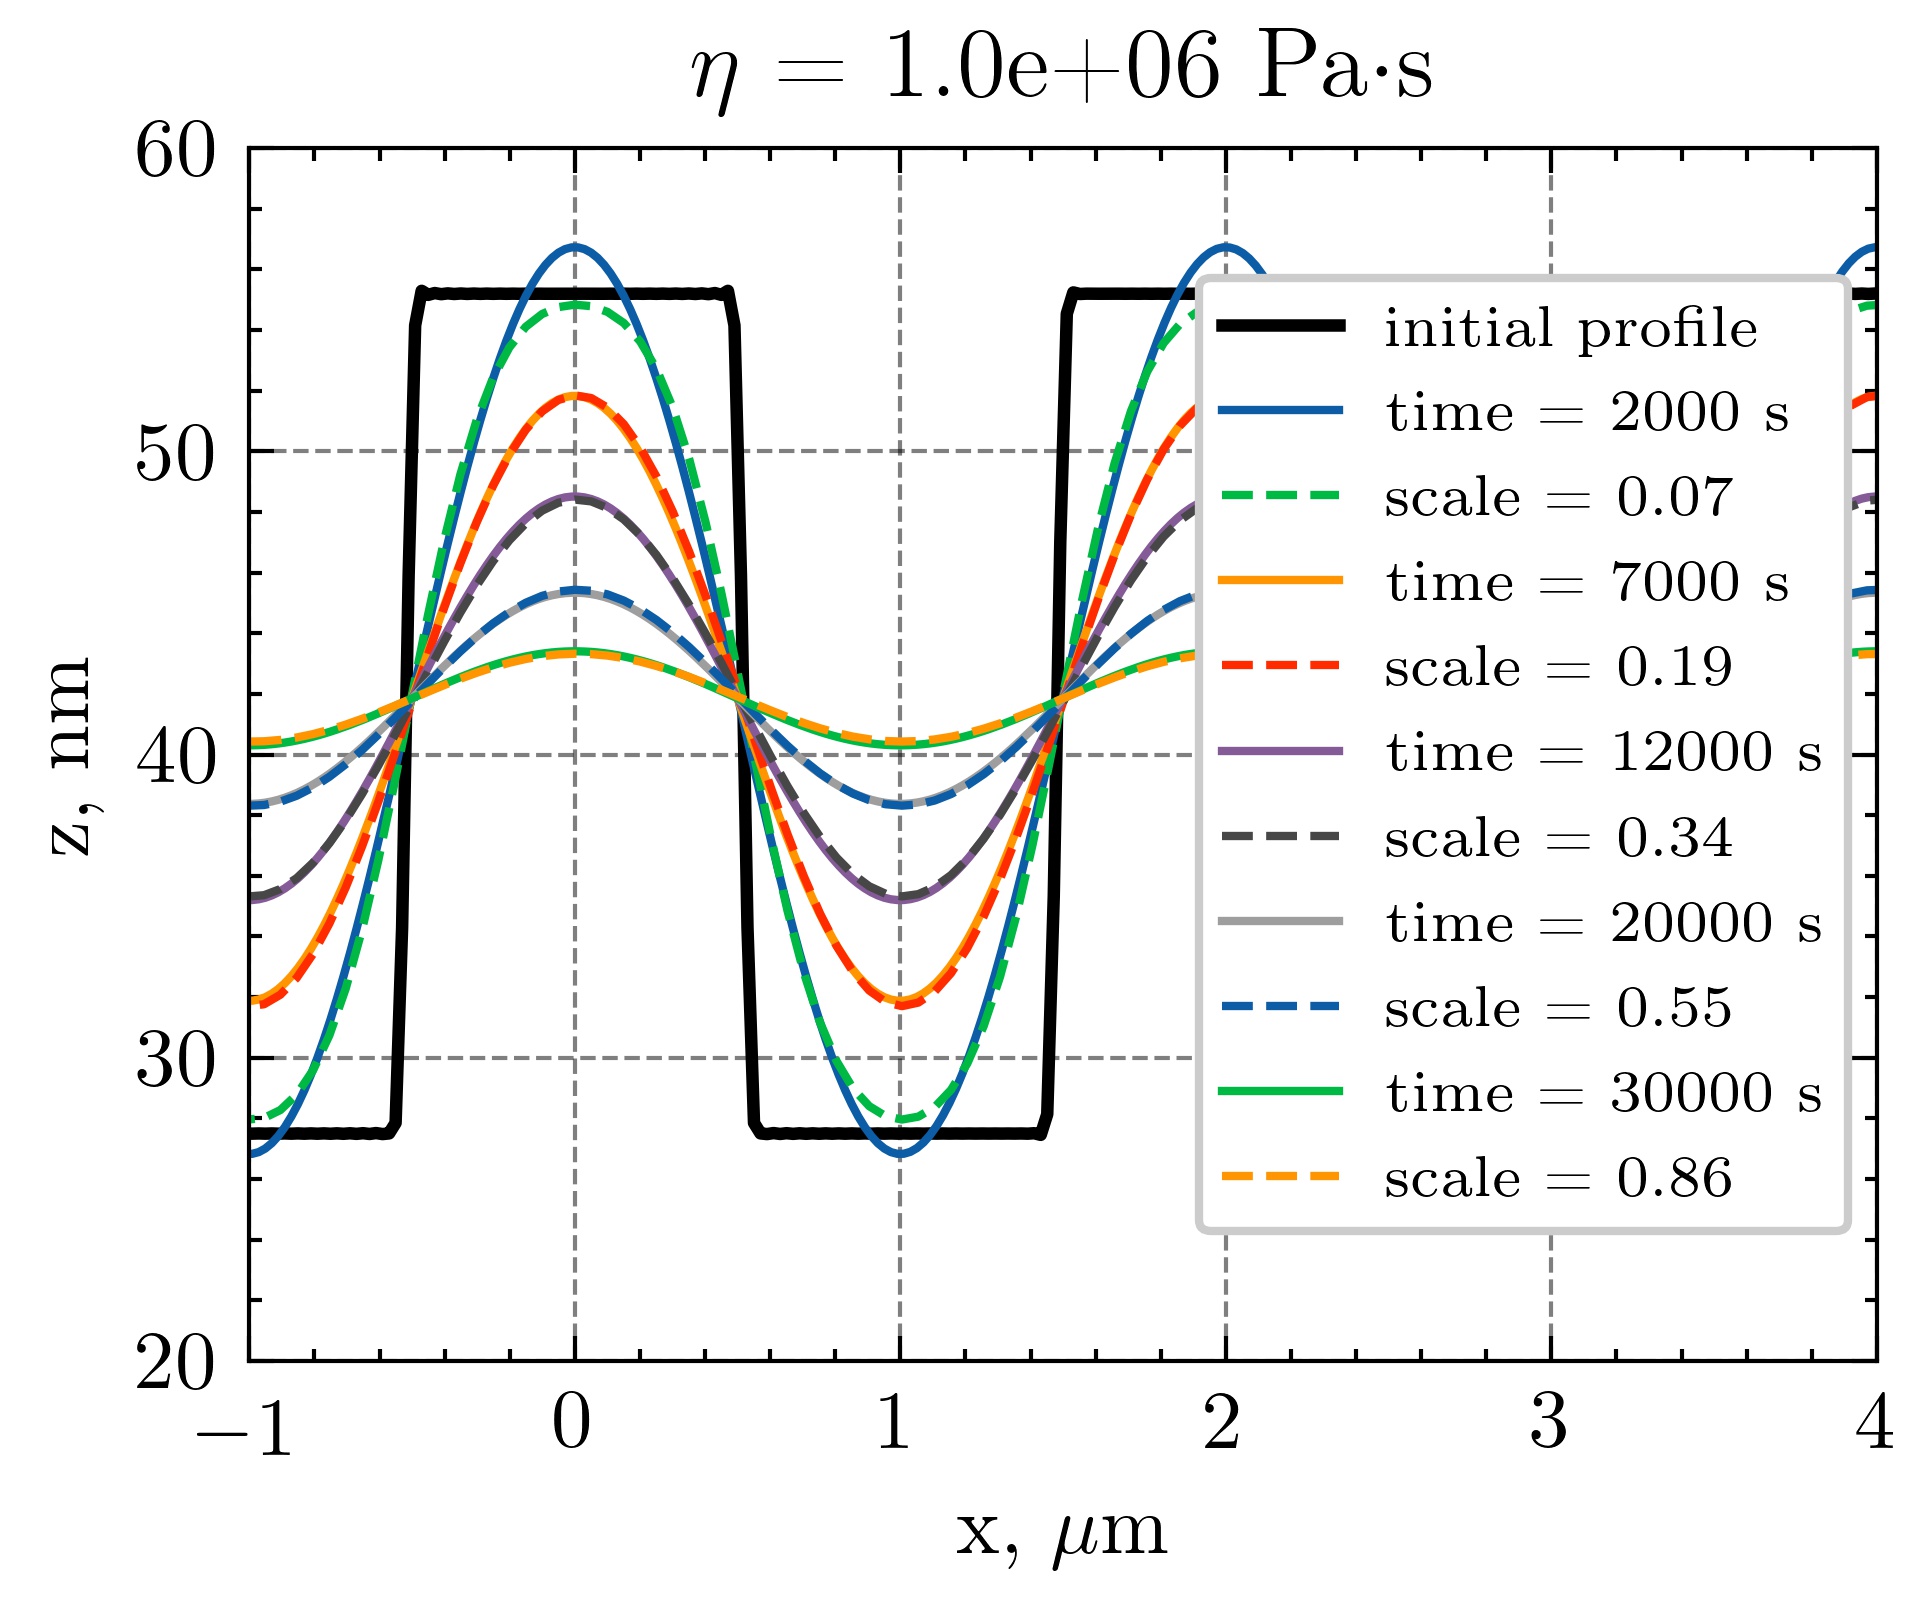 η = 1.0e+06 Pa·s
60
50
40
30
20
z, nm
initial profile
time = 2000 s
scale = 0.07
time = 7000 s
scale = 0.19
time = 12000 s
scale = 0.34
time = 20000 s
scale = 0.55
time = 30000 s
scale = 0.86
−1 0 1 2 3 4
x, μm